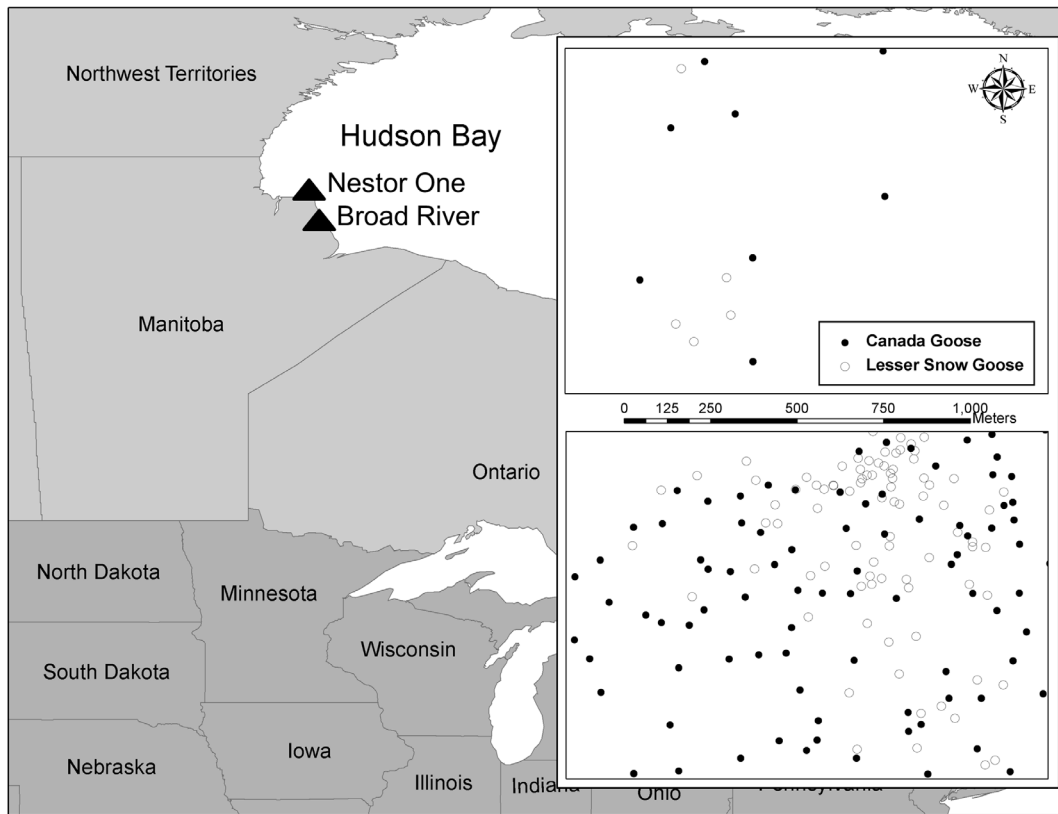 Northwest Territories
Hudson Bay
Nestor One
Broad River
Manitoba
Ontario
North Dakota
Minnesota
South Dakota
Wisconsin
Nebraska
Iowa
Illinois
Indiana
Ohio
Pennsylvania
N
W E
S
Canada Goose
Lesser Snow Goose
0 125 250 500 750 1,000
Meters